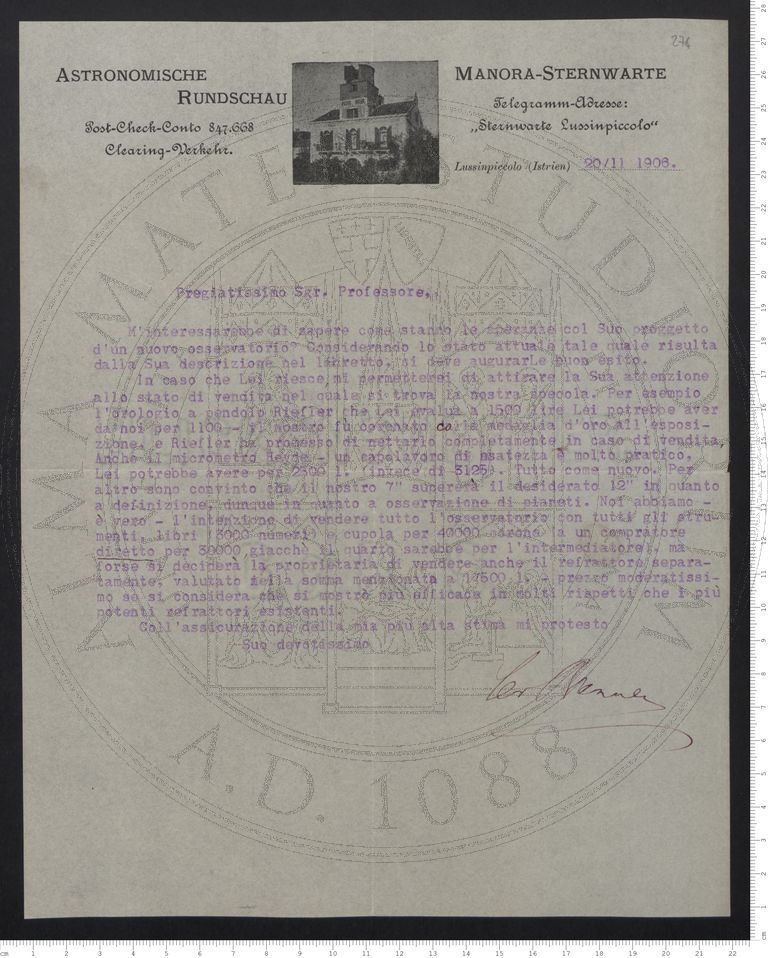 274
ASTRONOMISCHE
RUNDSCHAU
Post-Check-Conto 847.668
Clearing-Verkehr.
MANORA-STERNWARTE
Telegramm-Adresse:
„Sternwarte Lussinpiccolo“
Lussinpiccolo (Istrien) 20/11 1906.
Pregiatissimo Sgr. Professore,
M'interesserebbe di sapere come stanno le speranze col Suo progetto
d'un nuovo osservatorio? Considerando lo stato attuale tale quale risulta
dalla Sua descrizione nel libretto, si deve augurarLe buon esito.
In caso che Lei riesce mi permetterei di attirare la Sua attenzione
allo stato di vendita nel quale si trova la nostra specola. Per esempio
l'orologio a pendolo Riefler che Lei evalua a 1500 lire Lei potrebbe aver
da noi per 1100 - il nostro fu coronato colla medaglia d'oro all'esposi-
zione, e Riefler ha promesso di nettarlo completamente in caso di vendita.
Anche il micrometro - un capolavoro di esatezza e molto pratico,
Lei potrebbe avere per 2500 l. (invece di 3125). Tutto come nuovo. Per
altro sono convinto che il nostro 7" supererà il desiderato 12" in quanto
a definizione, dunque in quanto a osservazione di pianeti. Noi abbiamo -
è vero - l'intenzione di vendere tutto l'osservatorio con tutti gli stru-
menti, libri (3000 numeri) e cupola per 40000 corone (a un compratore
diretto per 30000 giacchè il quarto sarebbe per l'intermediatore), ma
forse si deciderà la proprietaria di vendere anche il refrattore separa-
tamente, valutato nella somma menzionata a 17500 l. - prezzo moderatissi-
mo se si considera che si mostrò più efficace in molti rispetti che i più
potenti refrattori esistenti.
Coll'assicurazione della mia più alta stima mi protesto
Suo devotissimo
Leo Brenner
ALMA MATER STUDIORUM
A.D. 1088